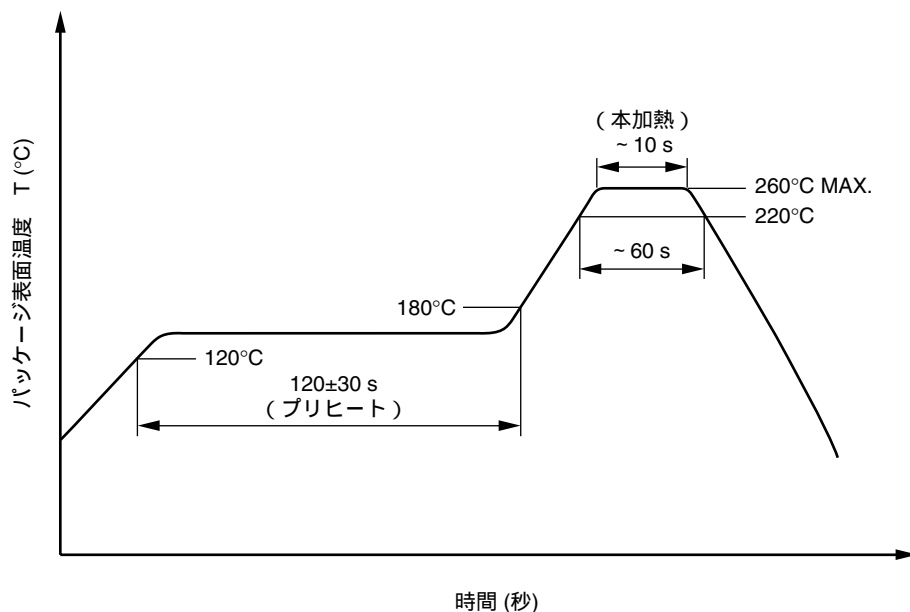 パッケージ表面温度 T (°C)
（本加熱）
~ 10 s
260°C MAX.
220°C
~ 60 s
180°C
120°C
120±30 s
（プリヒート）
時間 (秒)